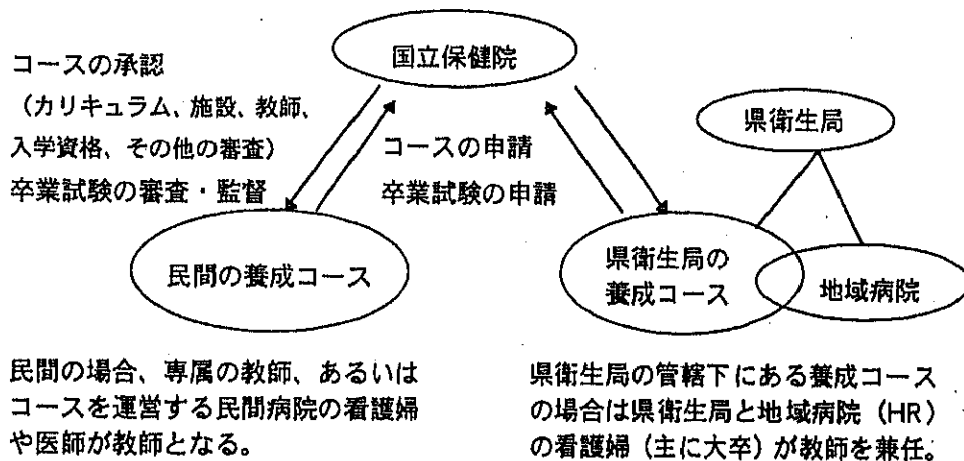 国立保健院
コースの承認
(カリキュラム、施設、教師、
入学資格、その他の審査)
卒業試験の審査・監督
コースの申請
卒業試験の申請
県衛生局
民間の養成コース
県衛生局の
養成コース
地域病院
民間の場合、専属の教師、あるいは
コースを運営する民間病院の看護婦
や医師が教師となる。
県衛生局の管轄下にある養成コース
の場合は県衛生局と地域病院(HR)
の看護婦(主に大卒)が教師を兼任。